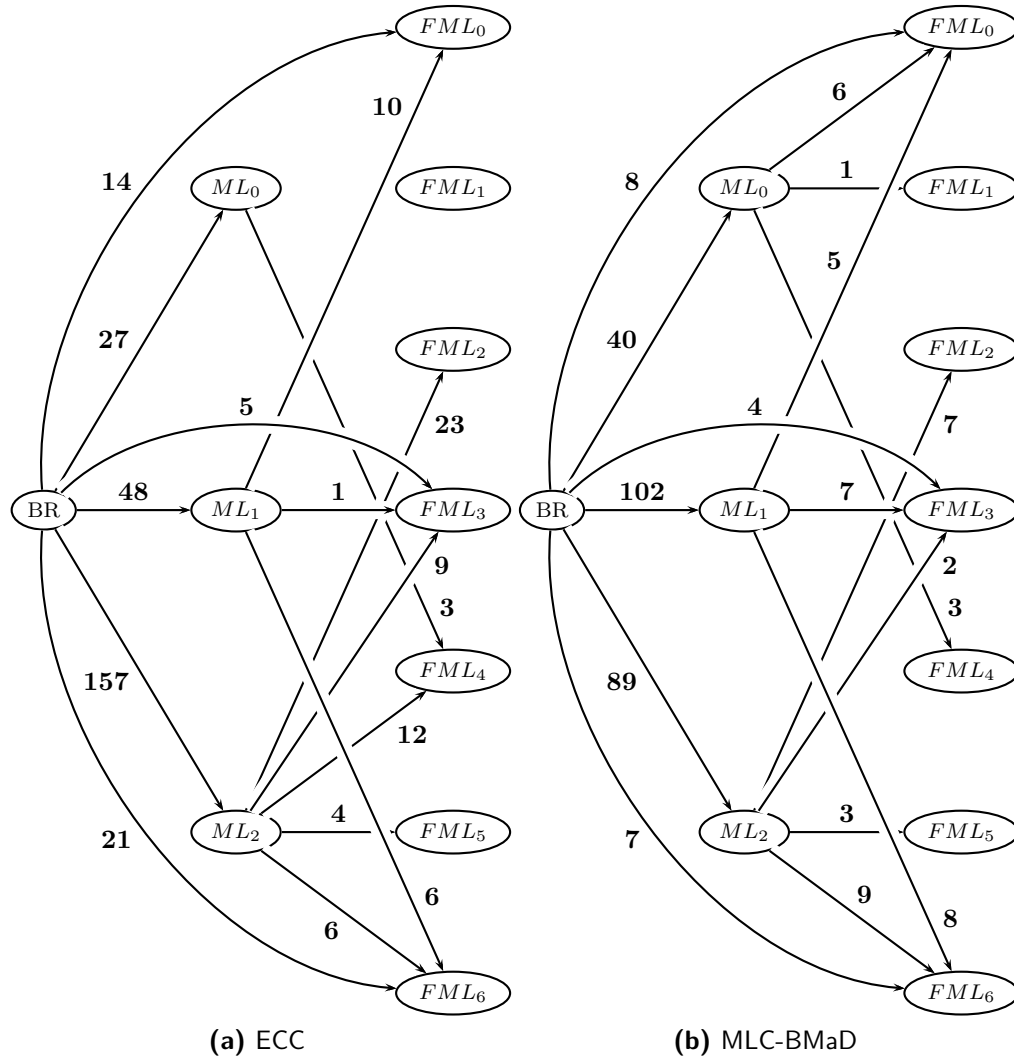 FML0
FML0
10
6
14
ML0
FML1
8
ML0
1
FML1
5
27
FML2
40
FML2
23
7
5
4
BR
48
ML1
1
FML3
BR
102
ML1
7
FML3
9
2
3
3
157
FML4
89
FML4
12
ML2
4
FML5
ML2
3
FML5
21
7
6
9
6
8
FML6
FML6
(a) ECC
(b) MLC-BMaD